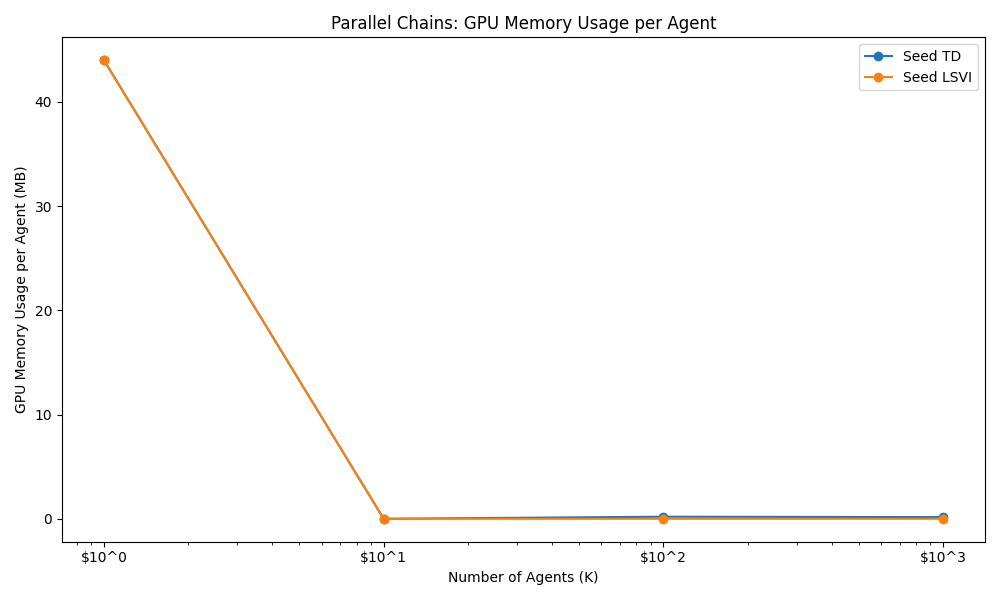 Parallel Chains: GPU Memory Usage per Agent
Seed TD
Seed LSVI
GPU Memory Usage per Agent (MB)
40
30
20
10
0
$10^0
$10^1
$10^2
$10^3
Number of Agents (K)